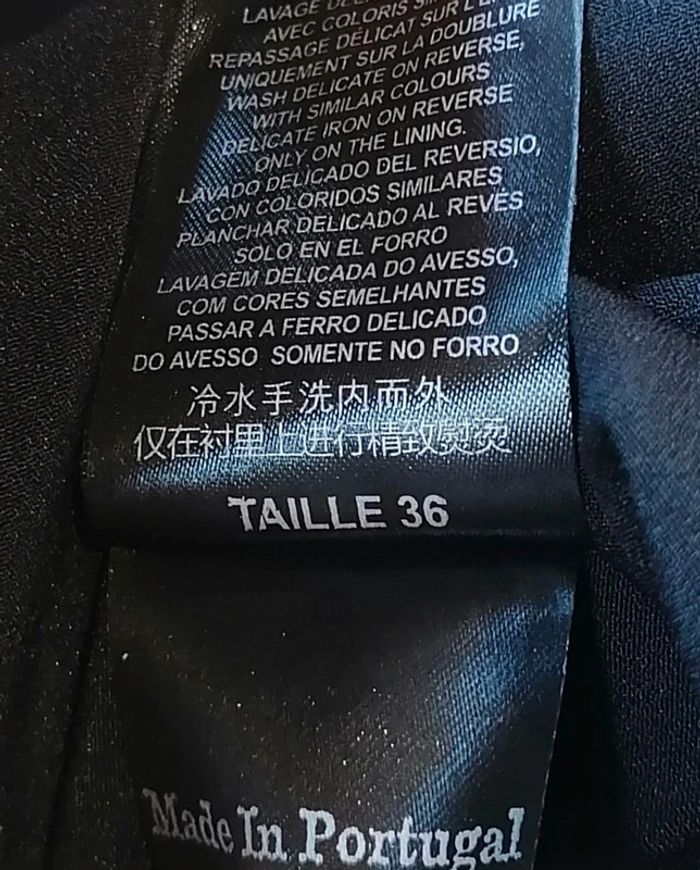 LAVAGE
AVEC COLORIS
REPASSAGE DÉLICAT SUR
UNIQUEMENT SUR LA DOUBLURE
WASH DELICATE ON REVERSE,
WITH SIMILAR COLOURS
DELICATE IRON ON REVERSE
ONLY ON THE LINING.
LAVADO DELICADO DEL REVERSIO,
CON COLORIDOS SIMILARES
PLANCHAR DELICADO AL REVÉS
SOLO EN EL FORRO
LAVAGEM DELICADA DO AVESSO,
COM CORES SEMELHANTES
PASSAR A FERRO DELICADO
DO AVESSO SOMENTE NO FORRO
冷水手洗内而外
仅在衬里上进行精致熨烫
TAILLE 36
Made In Portugal